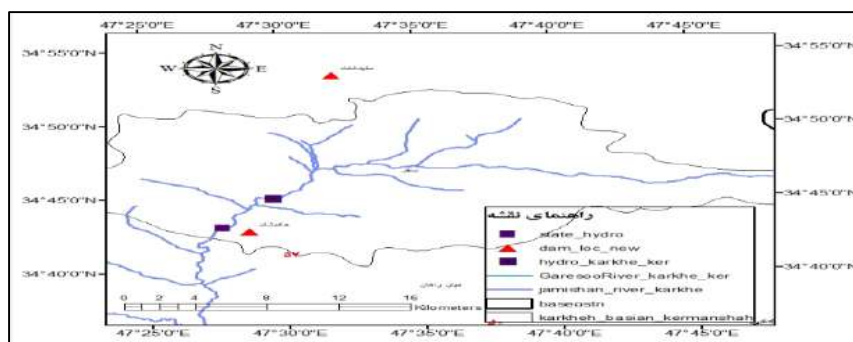 47°25'0"E 47°30'0"E 47°35'0"E 47°40'0"E 47°45'0"E
34°55'0"N 34°55'0"N
N
W E
S
34°50'0"N 34°50'0"N
34°45'0"N 34°45'0"N
راهنمای نقشه
state_hydro
dam_loc_new
hydro_karkhe_ker
GaresooRiver_karkhe_ker
jamishan_river_karkhe
karkheh_basian_kermanshah
34°40'0"N 34°40'0"N
0 2 4 8 12 16
Kilometers
47°25'0"E 47°30'0"E 47°35'0"E 47°40'0"E 47°45'0"E